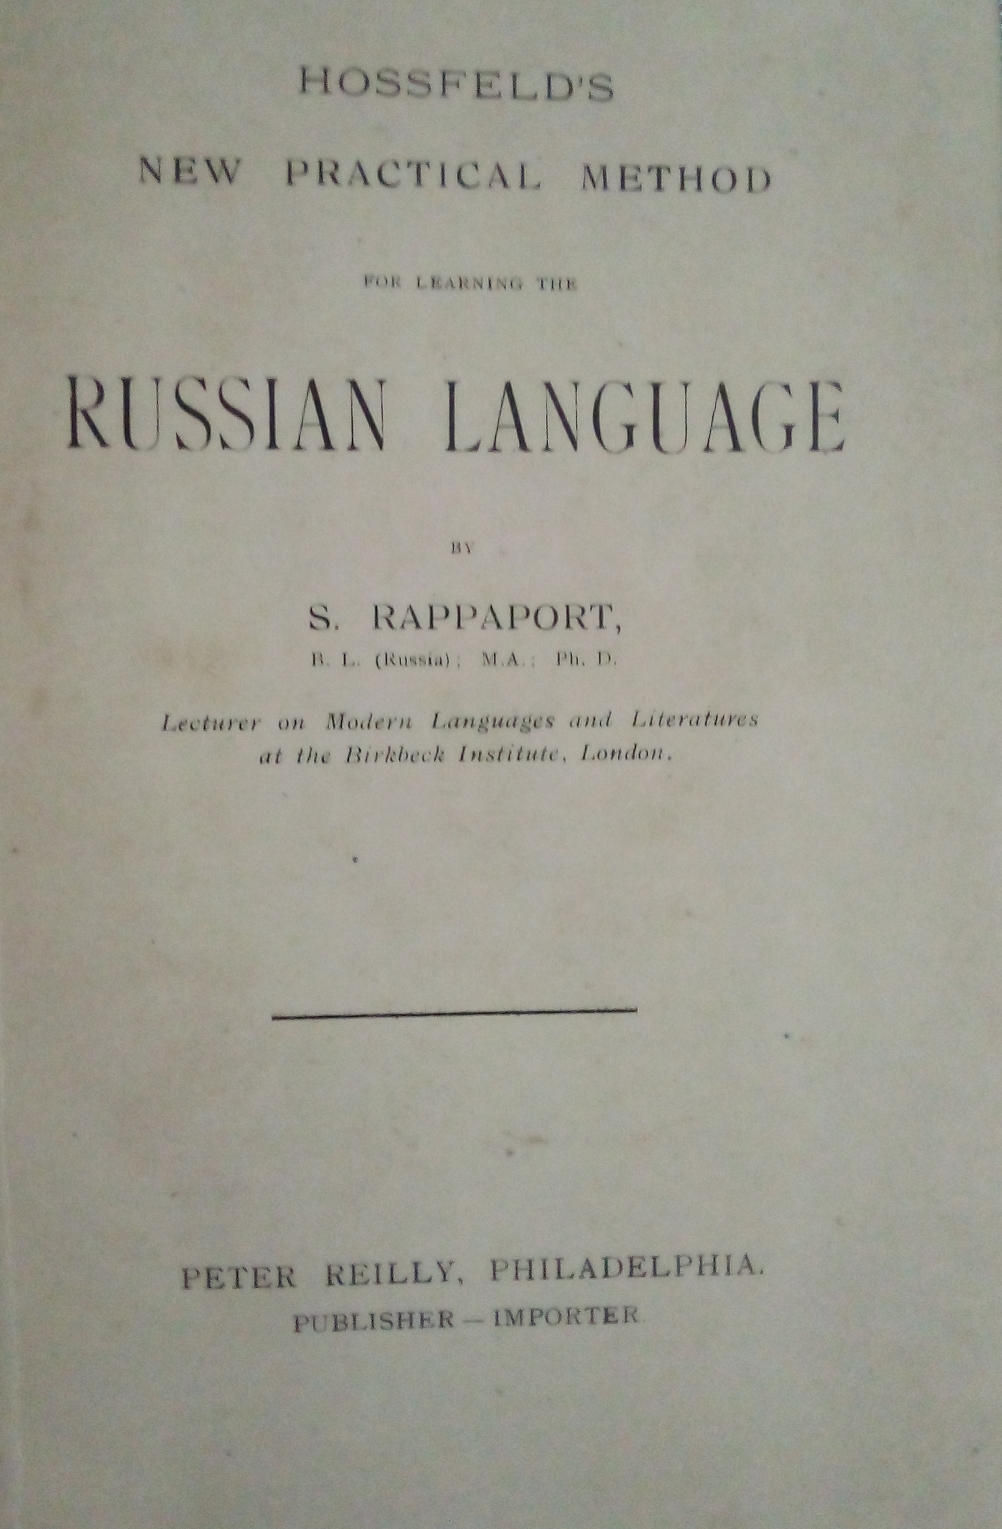 HOSSFELD'S
NEW PRACTICAL METHOD
FOR LEARNING THE
RUSSIAN LANGUAGE
BY
S. RAPPAPORT,
B. L. (Russia); M.A.; Ph. D.
Lecturer on Modern Languages and Literatures
at the Birkbeck Institute, London.
PETER REILLY, PHILADELPHIA.
PUBLISHER — IMPORTER